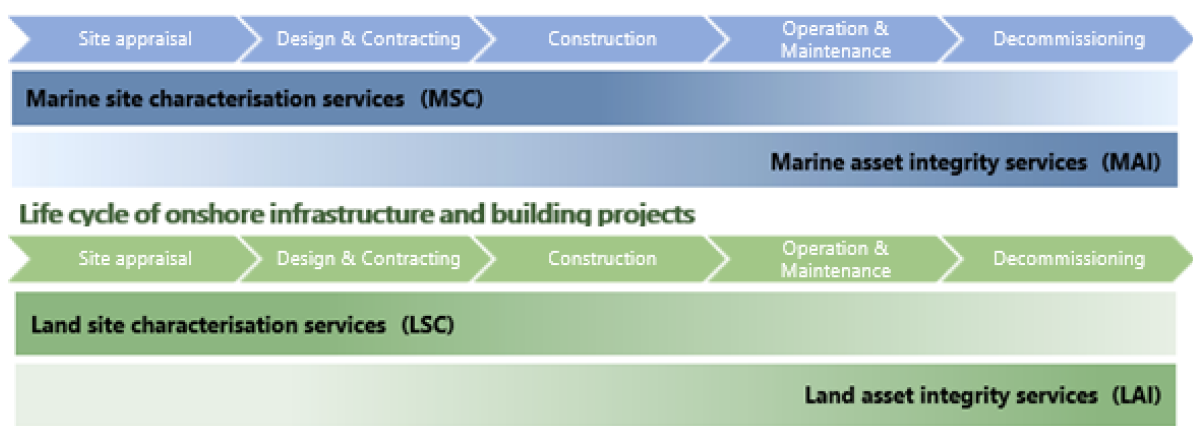 Site appraisal
Design & Contracting
Construction
Operation &
Maintenance
Decommissioning
Marine site characterisation services (MSC)
Marine asset integrity services (MAI)
Life cycle of onshore infrastructure and building projects
Site appraisal
Design & Contracting
Construction
Operation &
Maintenance
Decommissioning
Land site characterisation services (LSC)
Land asset integrity services (LAI)